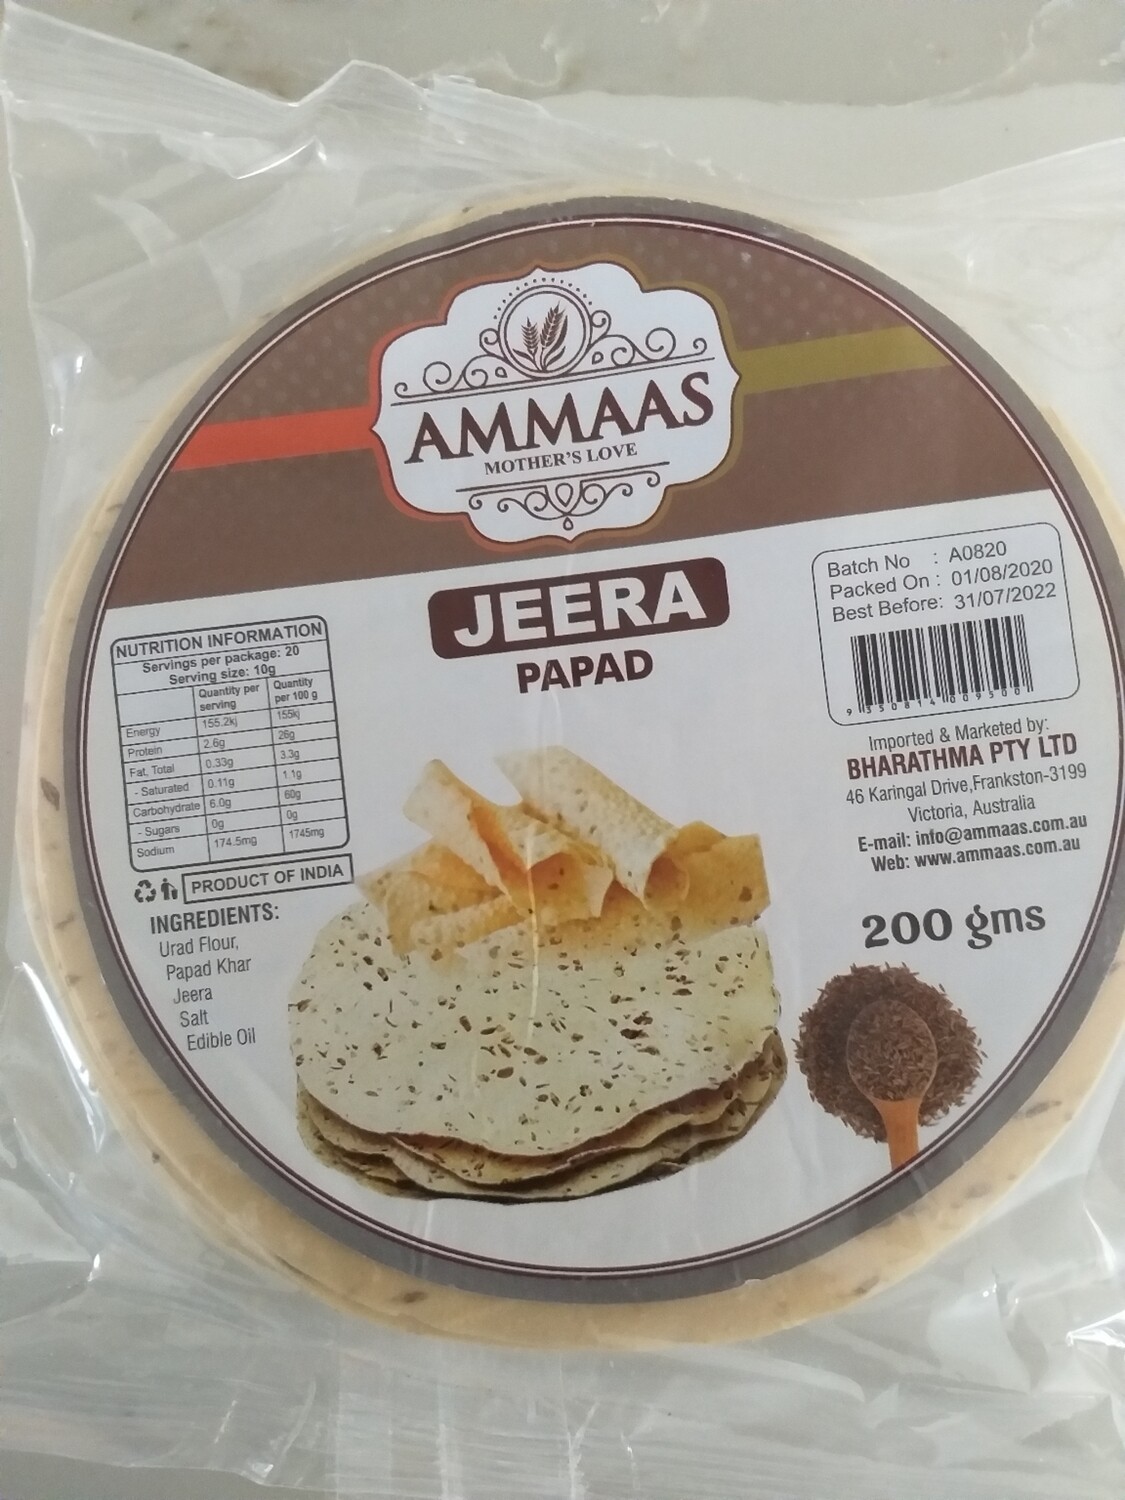 AMMAAS
MOTHER'S LOVE
JEERA
PAPAD
NUTRITION INFORMATION
Servings per package: 20
Serving size: 10g
Quantity per serving Quantity per 100 g
Energy 155.2kj 155kj
Protein 2.6g 26g
Fat, Total 0.33g 3.3g
- Saturated 0.11g 1.1g
Carbohydrate 6.0g 60g
- Sugars 0g 0g
Sodium 174.5mg 1745mg
PRODUCT OF INDIA
INGREDIENTS:
Urad Flour,
Papad Khar
Jeera
Salt
Edible Oil
Batch No : A0820
Packed On : 01/08/2020
Best Before: 31/07/2022
9 350814 009500
Imported & Marketed by:
BHARATHMA PTY LTD
46 Karingal Drive,Frankston-3199
Victoria, Australia
E-mail: info@ammaas.com.au
Web: www.ammaas.com.au
200 gms